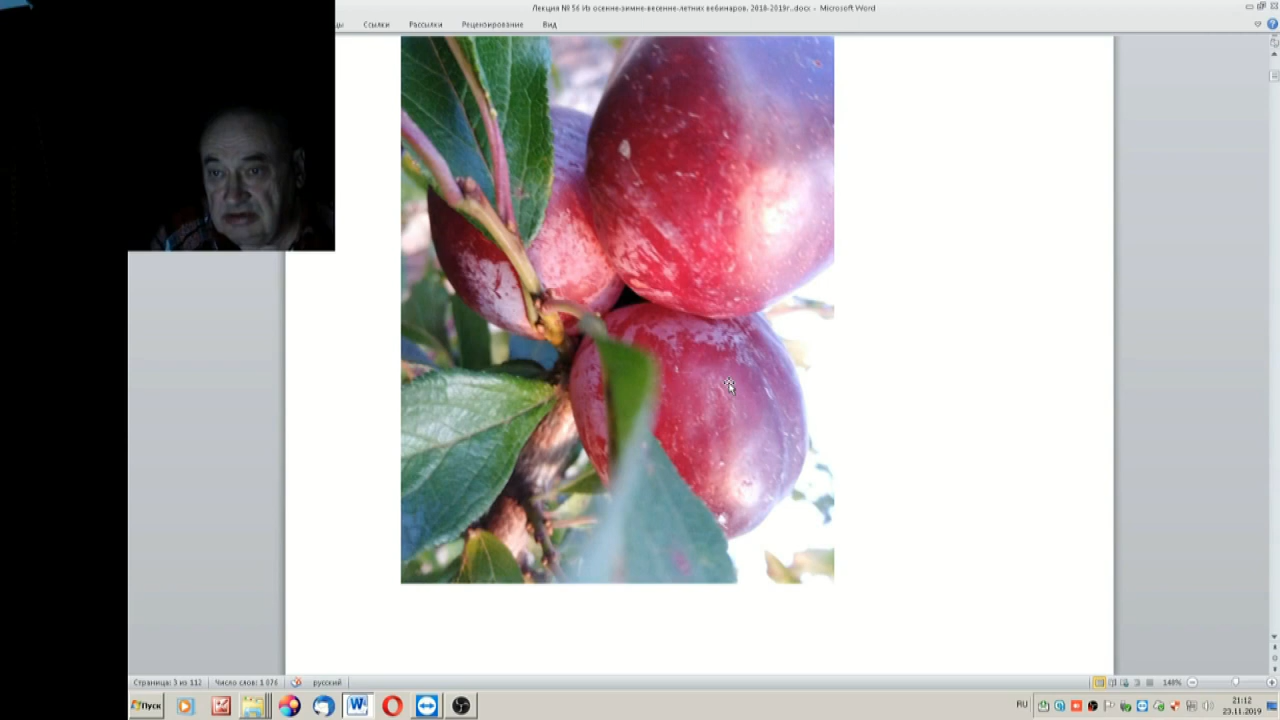 Лекция № 56 Из осенне-зимне-весенне-летних вебинаров. 2018-2019г..docx - Microsoft Word
Ссылки Рассылки Рецензирование Вид
Страница: 3 из 112 Число слов: 1 076 русский 148%
Пуск RU 21:12
23.11.2019